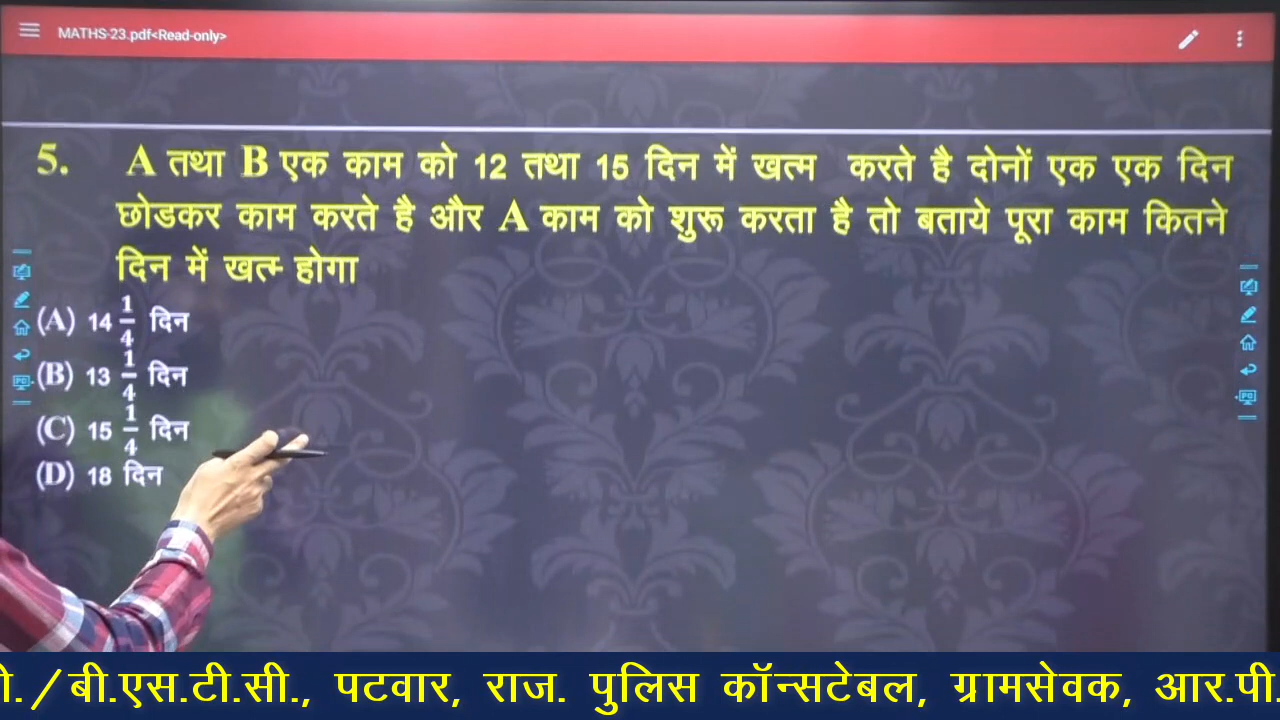 MATHS-23.pdf<Read-only>
5. A तथा B एक काम को 12 तथा 15 दिन में खत्म करते है दोनों एक एक दिन
छोडकर काम करते है और A काम को शुरू करता है तो बताये पूरा काम कितने
दिन में खत्म होगा
(A) 14 1/4 दिन
(B) 13 1/4 दिन
(C) 15 1/4 दिन
(D) 18 दिन
./बी.एस.टी.सी., पटवार, राज. पुलिस कॉन्सटेबल, ग्रामसेवक, आर.पी.